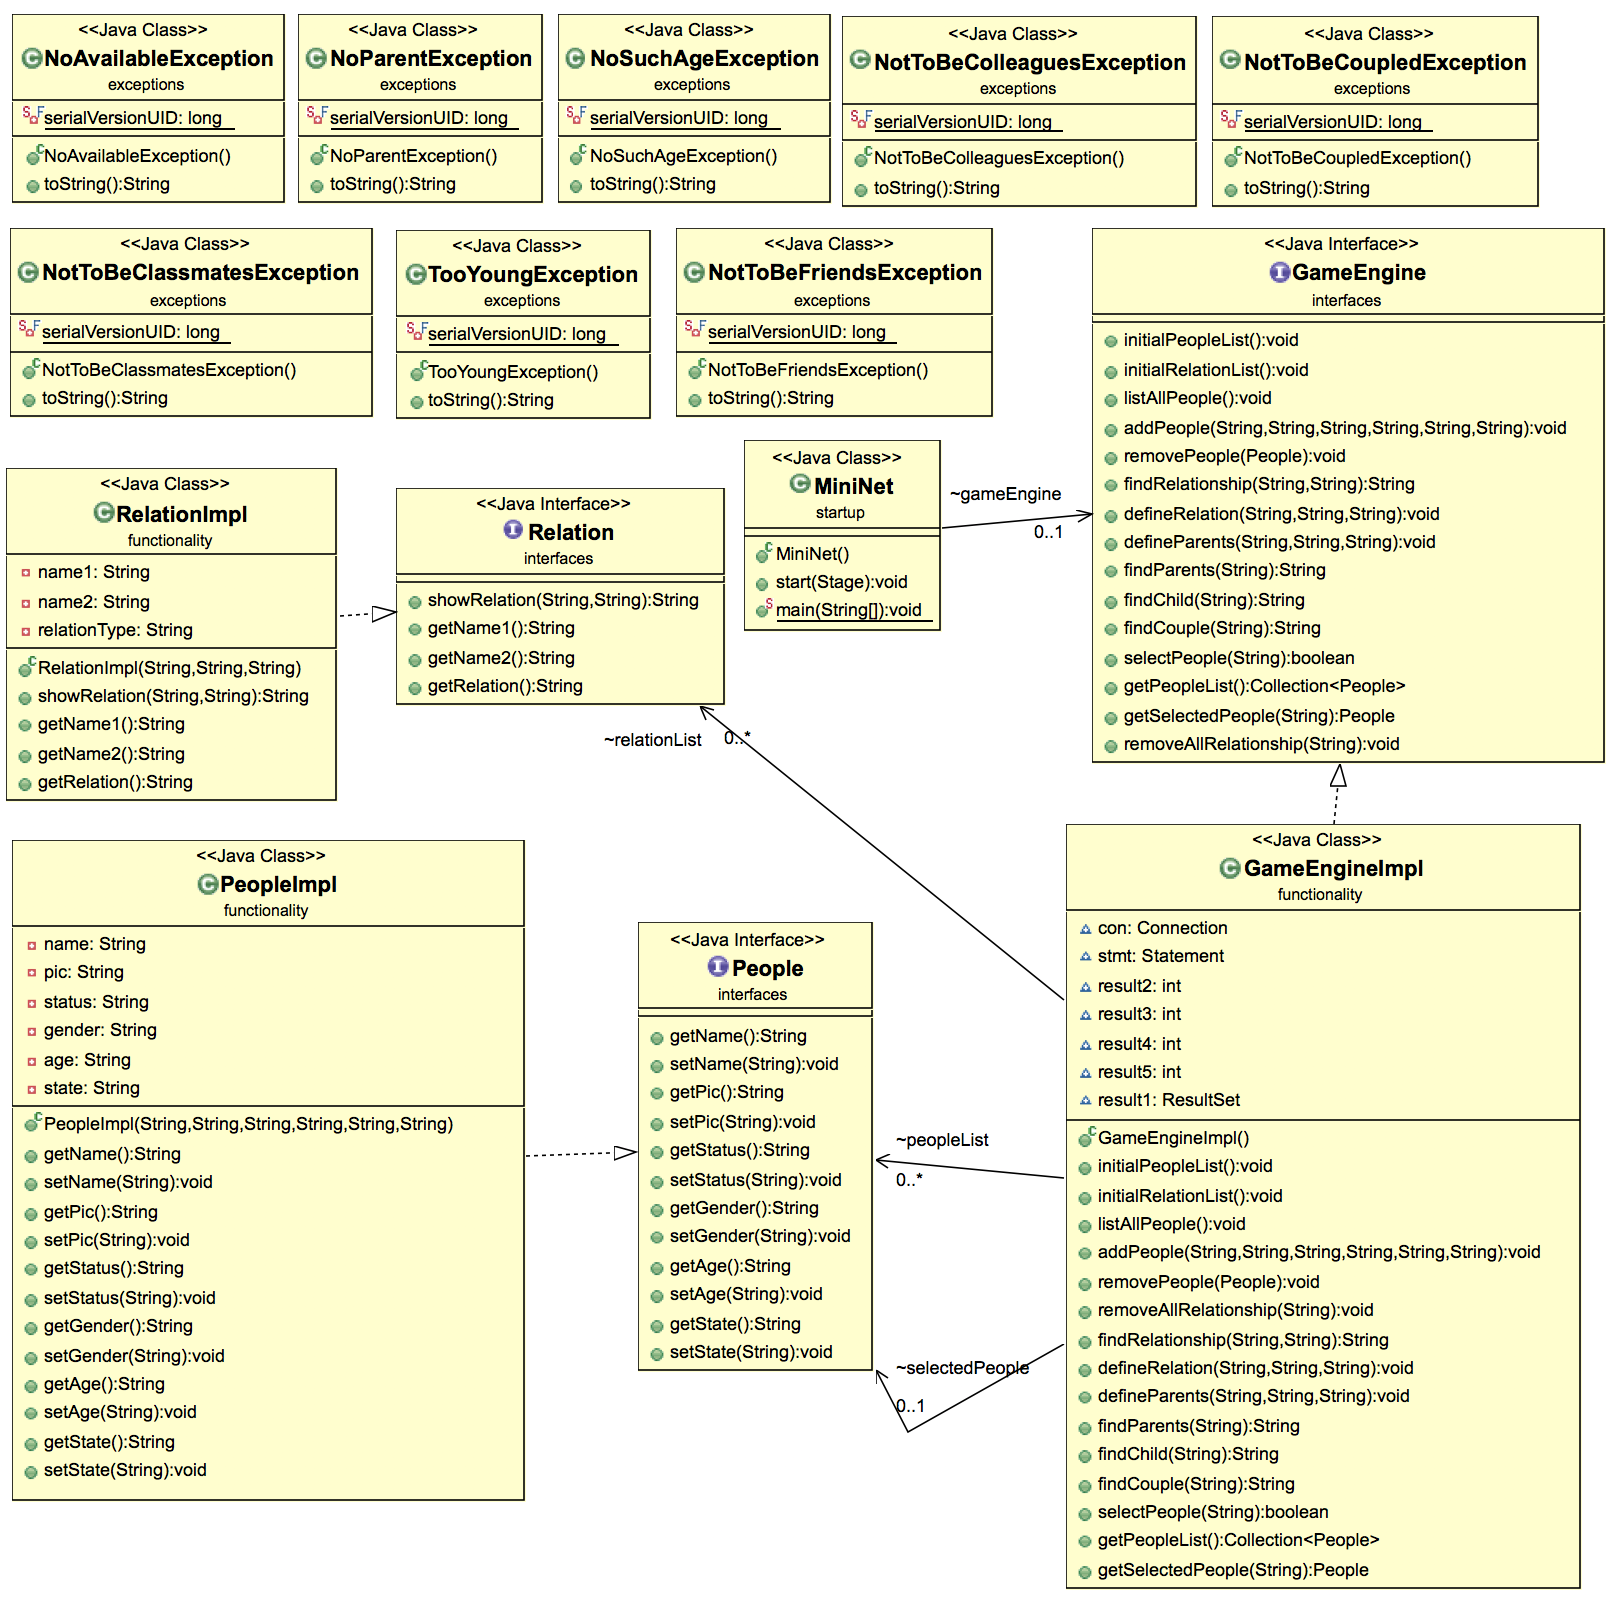 <<Java Class>>
NoAvailableException
exceptions
serialVersionUID: long
NoAvailableException()
toString():String
<<Java Class>>
NoParentException
exceptions
serialVersionUID: long
NoParentException()
toString():String
<<Java Class>>
NoSuchAgeException
exceptions
serialVersionUID: long
NoSuchAgeException()
toString():String
<<Java Class>>
NotToBeColleaguesException
exceptions
serialVersionUID: long
NotToBeColleaguesException()
toString():String
<<Java Class>>
NotToBeCoupledException
exceptions
serialVersionUID: long
NotToBeCoupledException()
toString():String
<<Java Class>>
NotToBeClassmatesException
exceptions
serialVersionUID: long
NotToBeClassmatesException()
toString():String
<<Java Class>>
TooYoungException
exceptions
serialVersionUID: long
TooYoungException()
toString():String
<<Java Class>>
NotToBeFriendsException
exceptions
serialVersionUID: long
NotToBeFriendsException()
toString():String
<<Java Interface>>
GameEngine
interfaces
initialPeopleList():void
initialRelationList():void
listAllPeople():void
addPeople(String,String,String,String,String,String):void
removePeople(People):void
findRelationship(String,String):String
defineRelation(String,String,String):void
defineParents(String,String,String):void
findParents(String):String
findChild(String):String
findCouple(String):String
selectPeople(String):boolean
getPeopleList():Collection<People>
getSelectedPeople(String):People
removeAllRelationship(String):void
<<Java Class>>
RelationImpl
functionality
name1: String
name2: String
relationType: String
RelationImpl(String,String,String)
showRelation(String,String):String
getName1():String
getName2():String
getRelation():String
<<Java Interface>>
Relation
interfaces
showRelation(String,String):String
getName1():String
getName2():String
getRelation():String
<<Java Class>>
MiniNet
startup
MiniNet()
start(Stage):void
main(String[]):void
~gameEngine
0..1
~relationList
0..*
<<Java Class>>
PeopleImpl
functionality
name: String
pic: String
status: String
gender: String
age: String
state: String
PeopleImpl(String,String,String,String,String,String)
getName():String
setName(String):void
getPic():String
setPic(String):void
getStatus():String
setStatus(String):void
getGender():String
setGender(String):void
getAge():String
setAge(String):void
getState():String
setState(String):void
<<Java Interface>>
People
interfaces
getName():String
setName(String):void
getPic():String
setPic(String):void
getStatus():String
setStatus(String):void
getGender():String
setGender(String):void
getAge():String
setAge(String):void
getState():String
setState(String):void
~peopleList
0..*
~selectedPeople
0..1
<<Java Class>>
GameEngineImpl
functionality
con: Connection
stmt: Statement
result2: int
result3: int
result4: int
result5: int
result1: ResultSet
GameEngineImpl()
initialPeopleList():void
initialRelationList():void
listAllPeople():void
addPeople(String,String,String,String,String,String):void
removePeople(People):void
removeAllRelationship(String):void
findRelationship(String,String):String
defineRelation(String,String,String):void
defineParents(String,String,String):void
findParents(String):String
findChild(String):String
findCouple(String):String
selectPeople(String):boolean
getPeopleList():Collection<People>
getSelectedPeople(String):People